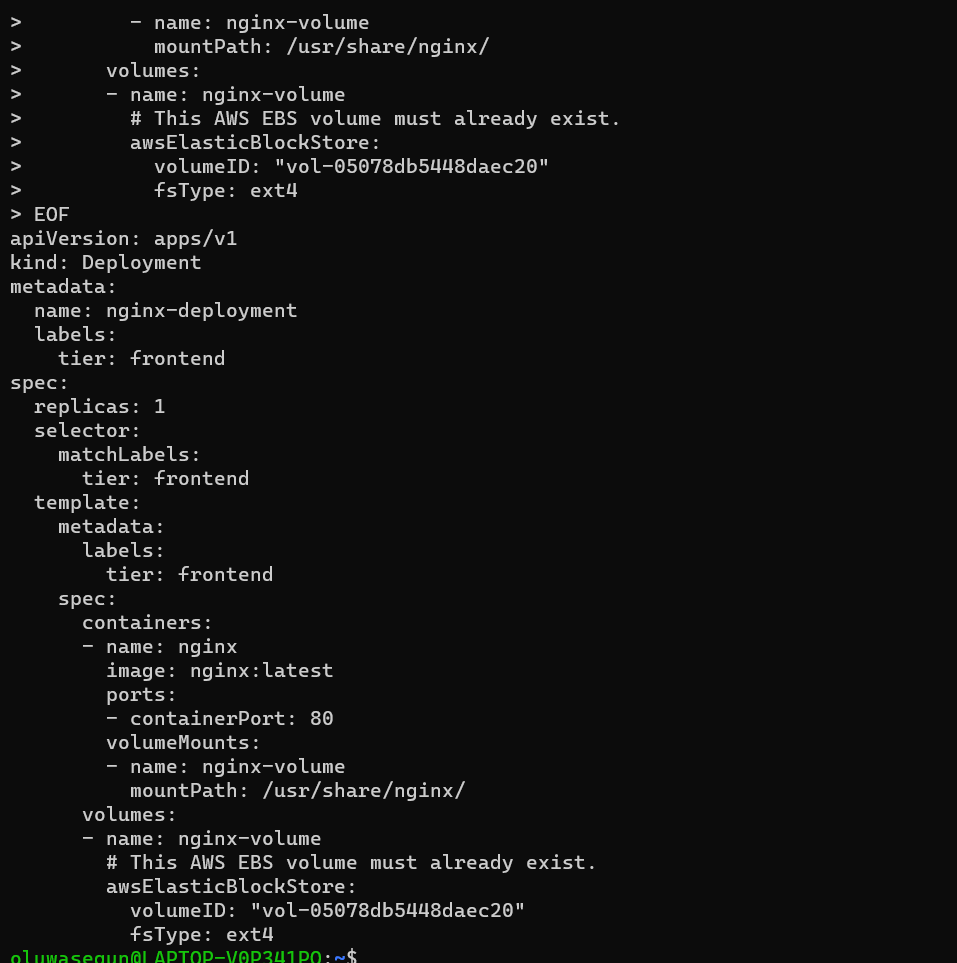 >         - name: nginx-volume
>           mountPath: /usr/share/nginx/
>       volumes:
>       - name: nginx-volume
>         # This AWS EBS volume must already exist.
>         awsElasticBlockStore:
>           volumeID: "vol-05078db5448daec20"
>           fsType: ext4
> EOF
apiVersion: apps/v1
kind: Deployment
metadata:
  name: nginx-deployment
  labels:
    tier: frontend
spec:
  replicas: 1
  selector:
    matchLabels:
      tier: frontend
  template:
    metadata:
      labels:
        tier: frontend
    spec:
      containers:
      - name: nginx
        image: nginx:latest
        ports:
        - containerPort: 80
        volumeMounts:
        - name: nginx-volume
          mountPath: /usr/share/nginx/
      volumes:
      - name: nginx-volume
        # This AWS EBS volume must already exist.
        awsElasticBlockStore:
          volumeID: "vol-05078db5448daec20"
          fsType: ext4
oluwasegun@LAPTOP-V0P341PO:~$